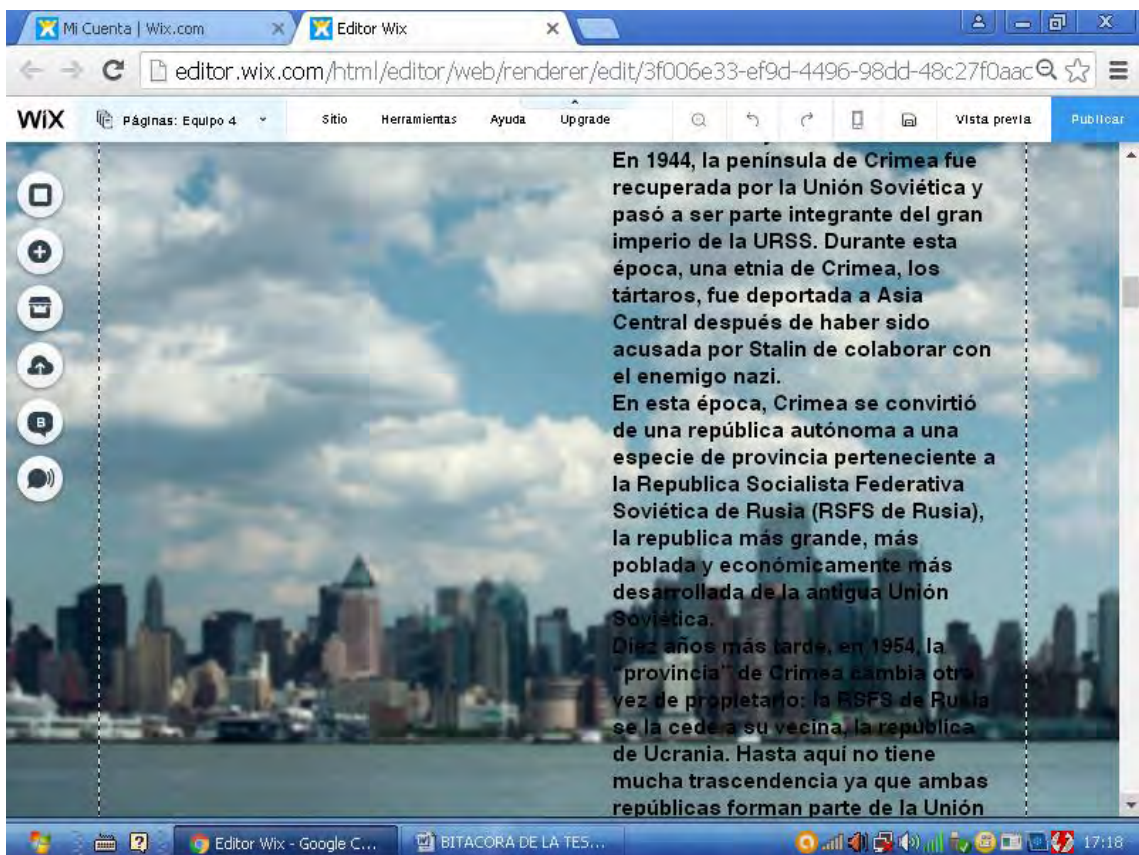 Mi Cuenta | Wix.com
Editor Wix
editor.wix.com/html/editor/web/renderer/edit/3f006e33-ef9d-4496-98dd-48c27f0aac
WiX
Páginas: Equipo 4
Sitio
Herramientas
Ayuda
Upgrade
Vista previa
Publicar
En 1944, la península de Crimea fue
recuperada por la Unión Soviética y
pasó a ser parte integrante del gran
imperio de la URSS. Durante esta
época, una etnia de Crimea, los
tártaros, fue deportada a Asia
Central después de haber sido
acusada por Stalin de colaborar con
el enemigo nazi.
En esta época, Crimea se convirtió
de una república autónoma a una
especie de provincia perteneciente a
la Republica Socialista Federativa
Soviética de Rusia (RSFS de Rusia),
la republica más grande, más
poblada y económicamente más
desarrollada de la antigua Unión
Soviética.
Diez años más tarde, en 1954, la
"provincia" de Crimea cambia otra
vez de propietario: la RSFS de Rusia
se la cede a su vecina, la república
de Ucrania. Hasta aquí no tiene
mucha trascendencia ya que ambas
repúblicas forman parte de la Unión
Editor Wix - Google C...
BITACORA DE LA TES...
17:18